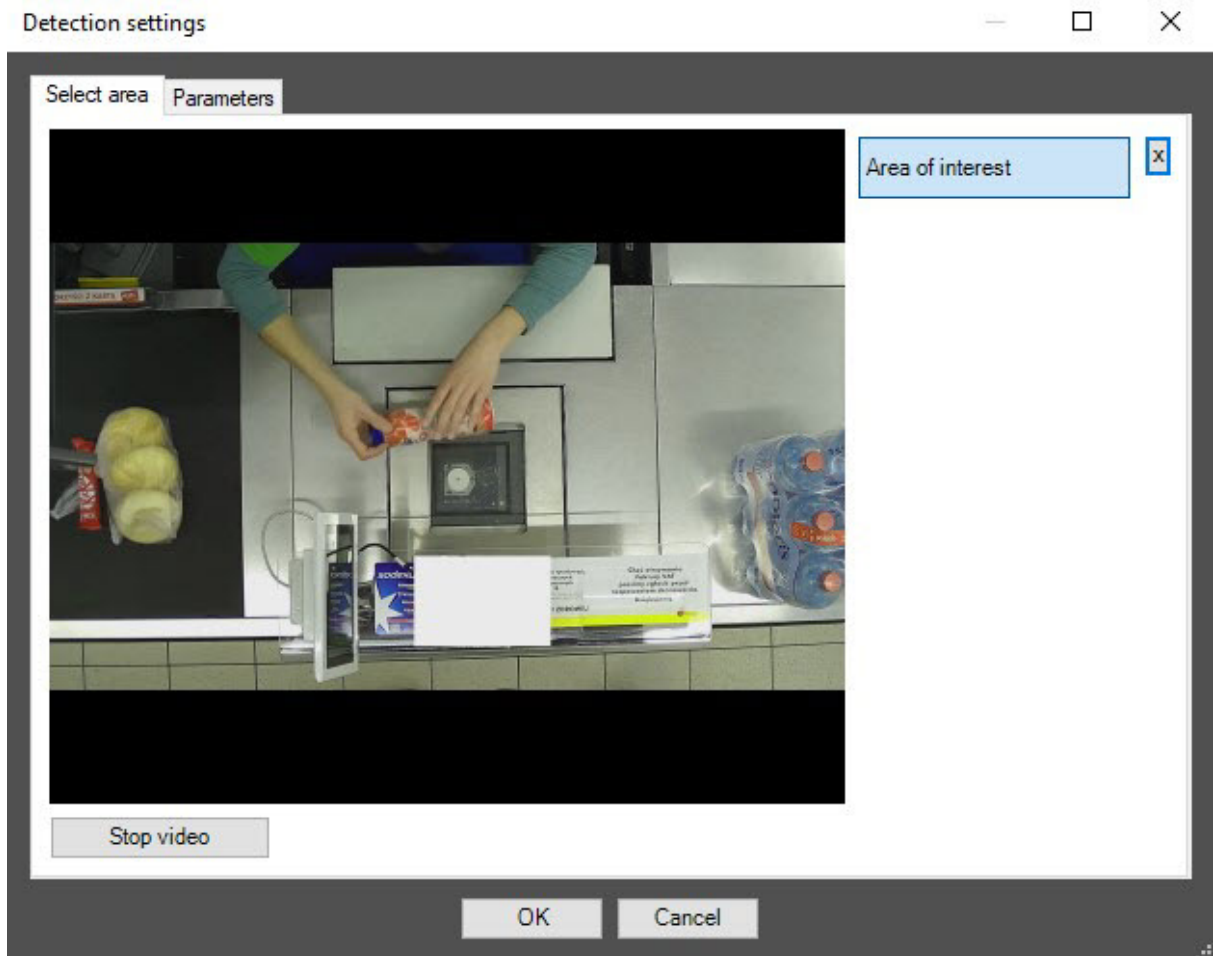 Detection settings
Select area
Parameters
Area of interest
x
Stop video
OK
Cancel